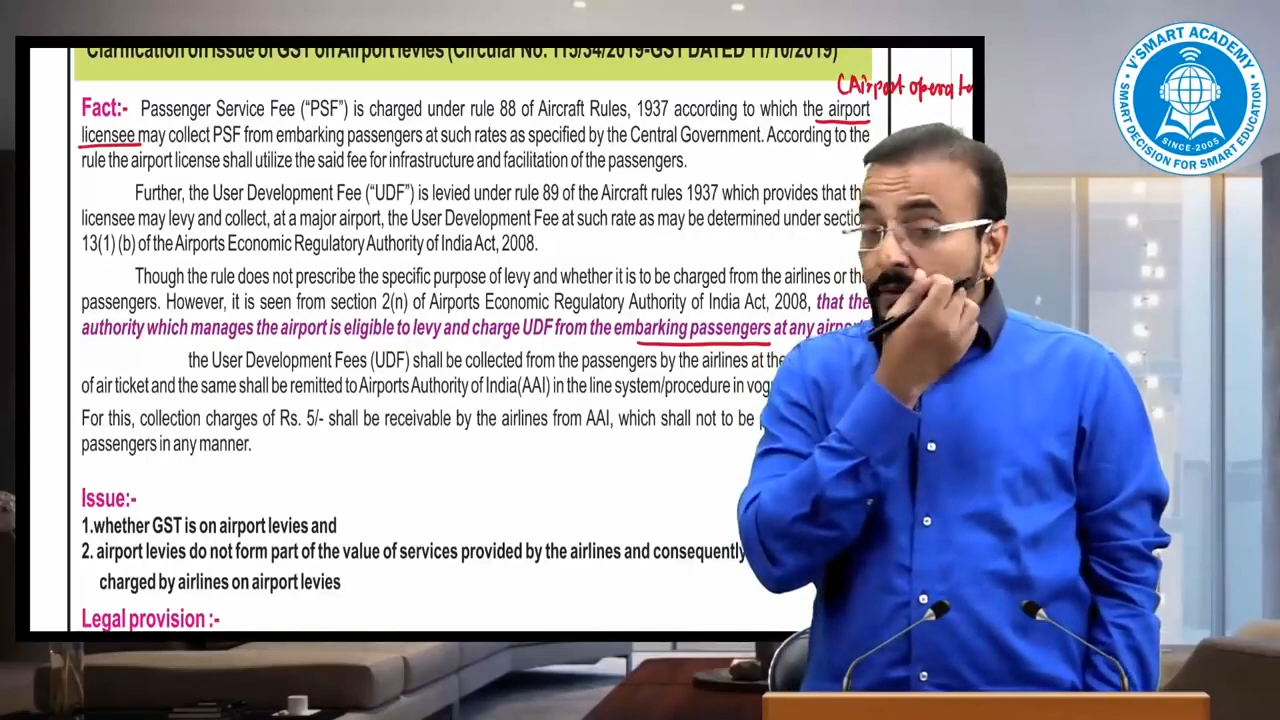 Clarification on issue of GST on Airport levies (Circular No. 115/34/2019-GST DATED 11/10/2019)
(Airport operato
Fact:- Passenger Service Fee (“PSF”) is charged under rule 88 of Aircraft Rules, 1937 according to which the airport
licensee may collect PSF from embarking passengers at such rates as specified by the Central Government. According to the
rule the airport license shall utilize the said fee for infrastructure and facilitation of the passengers.
Further, the User Development Fee (“UDF”) is levied under rule 89 of the Aircraft rules 1937 which provides that th
licensee may levy and collect, at a major airport, the User Development Fee at such rate as may be determined under sectio
13(1) (b) of the Airports Economic Regulatory Authority of India Act, 2008.
Though the rule does not prescribe the specific purpose of levy and whether it is to be charged from the airlines or the
passengers. However, it is seen from section 2(n) of Airports Economic Regulatory Authority of India Act, 2008, that the
authority which manages the airport is eligible to levy and charge UDF from the embarking passengers at any airport
the User Development Fees (UDF) shall be collected from the passengers by the airlines at the
of air ticket and the same shall be remitted to Airports Authority of India(AAI) in the line system/procedure in vog
For this, collection charges of Rs. 5/- shall be receivable by the airlines from AAI, which shall not to be
passengers in any manner.
Issue:-
1.whether GST is on airport levies and
2. airport levies do not form part of the value of services provided by the airlines and consequently
charged by airlines on airport levies
Legal provision :-
V'SMART ACADEMY
SINCE-2005
SMART DECISION FOR SMART EDUCATION